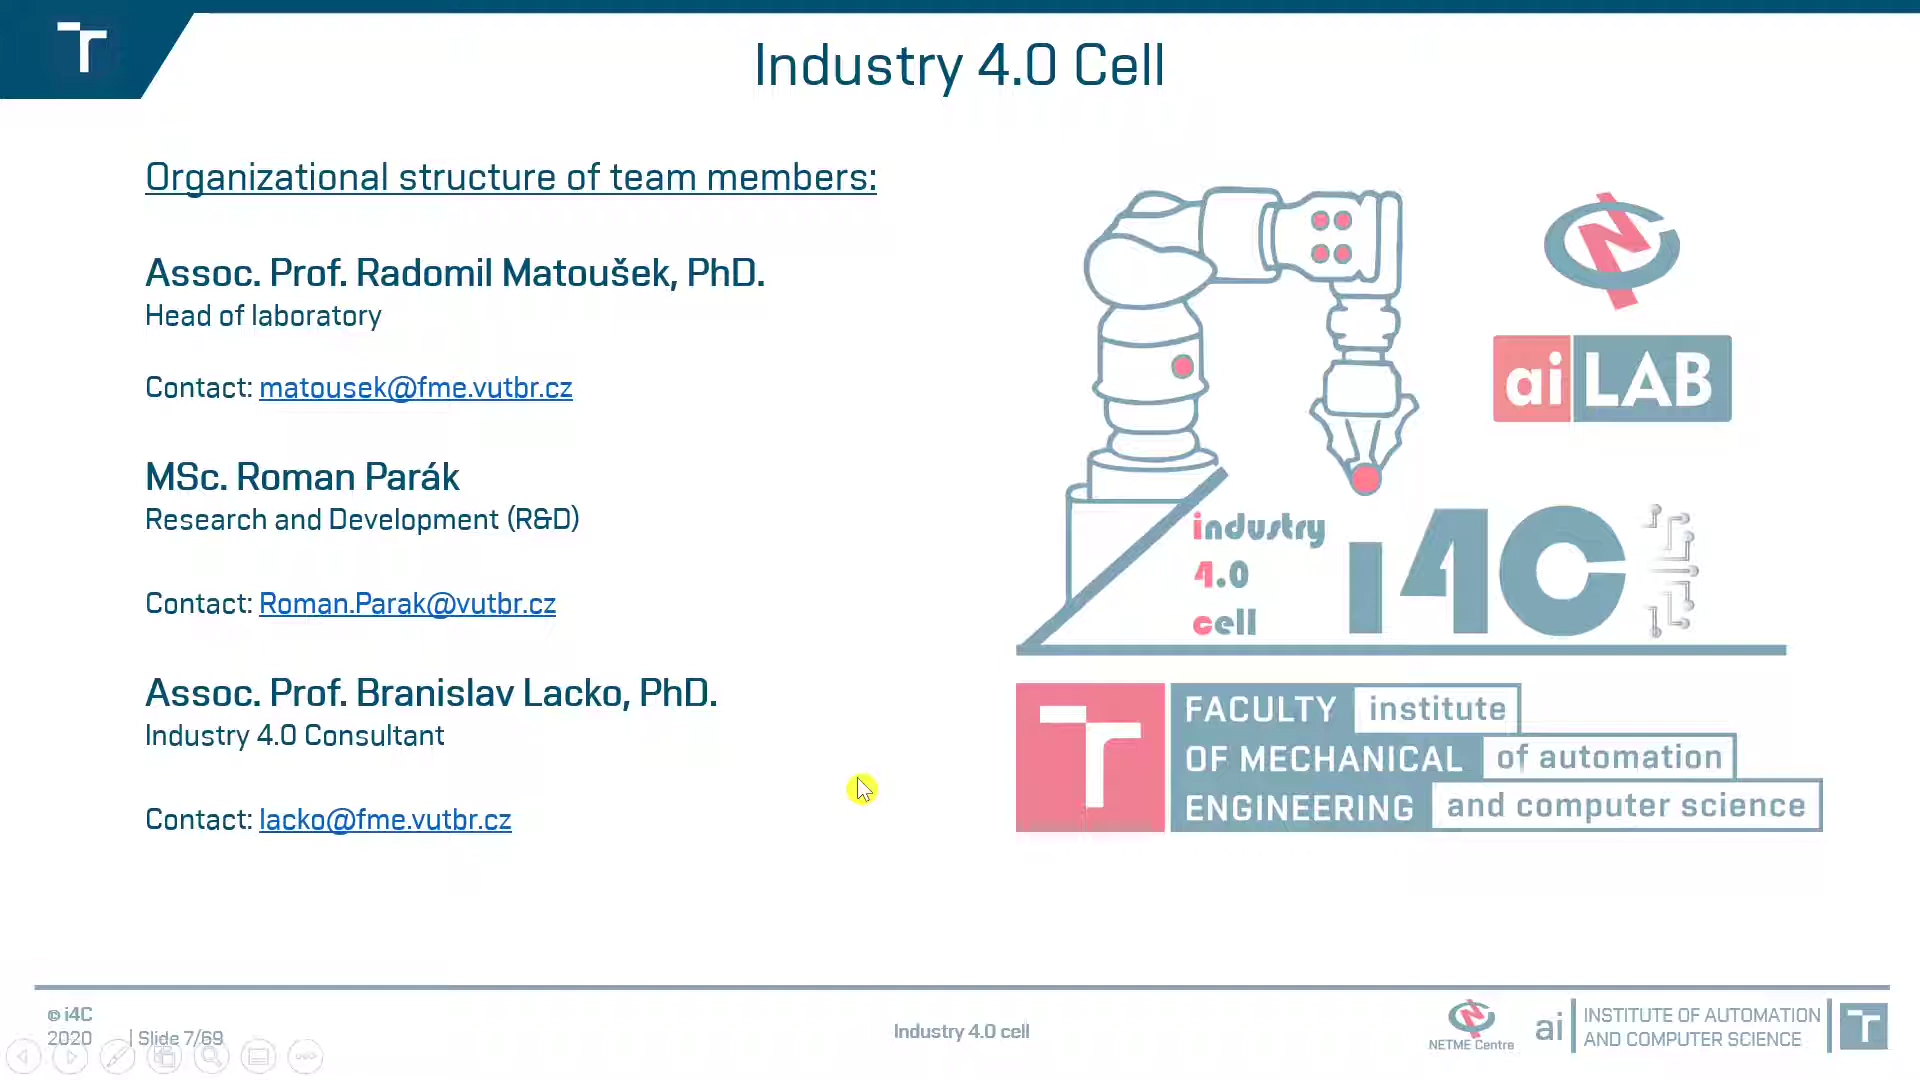 Industry 4.0 Cell
Organizational structure of team members:
Assoc. Prof. Radomil Matoušek, PhD.
Head of laboratory
Contact: matousek@fme.vutbr.cz
MSc. Roman Parák
Research and Development (R&D)
Contact: Roman.Parak@vutbr.cz
Assoc. Prof. Branislav Lacko, PhD.
Industry 4.0 Consultant
Contact: lacko@fme.vutbr.cz
ai LAB
industry
4.0
cell
i4C
FACULTY institute
OF MECHANICAL of automation
ENGINEERING and computer science
© i4C
2020 | Slide 7/69
Industry 4.0 cell
NETME Centre
ai
INSTITUTE OF AUTOMATION
AND COMPUTER SCIENCE